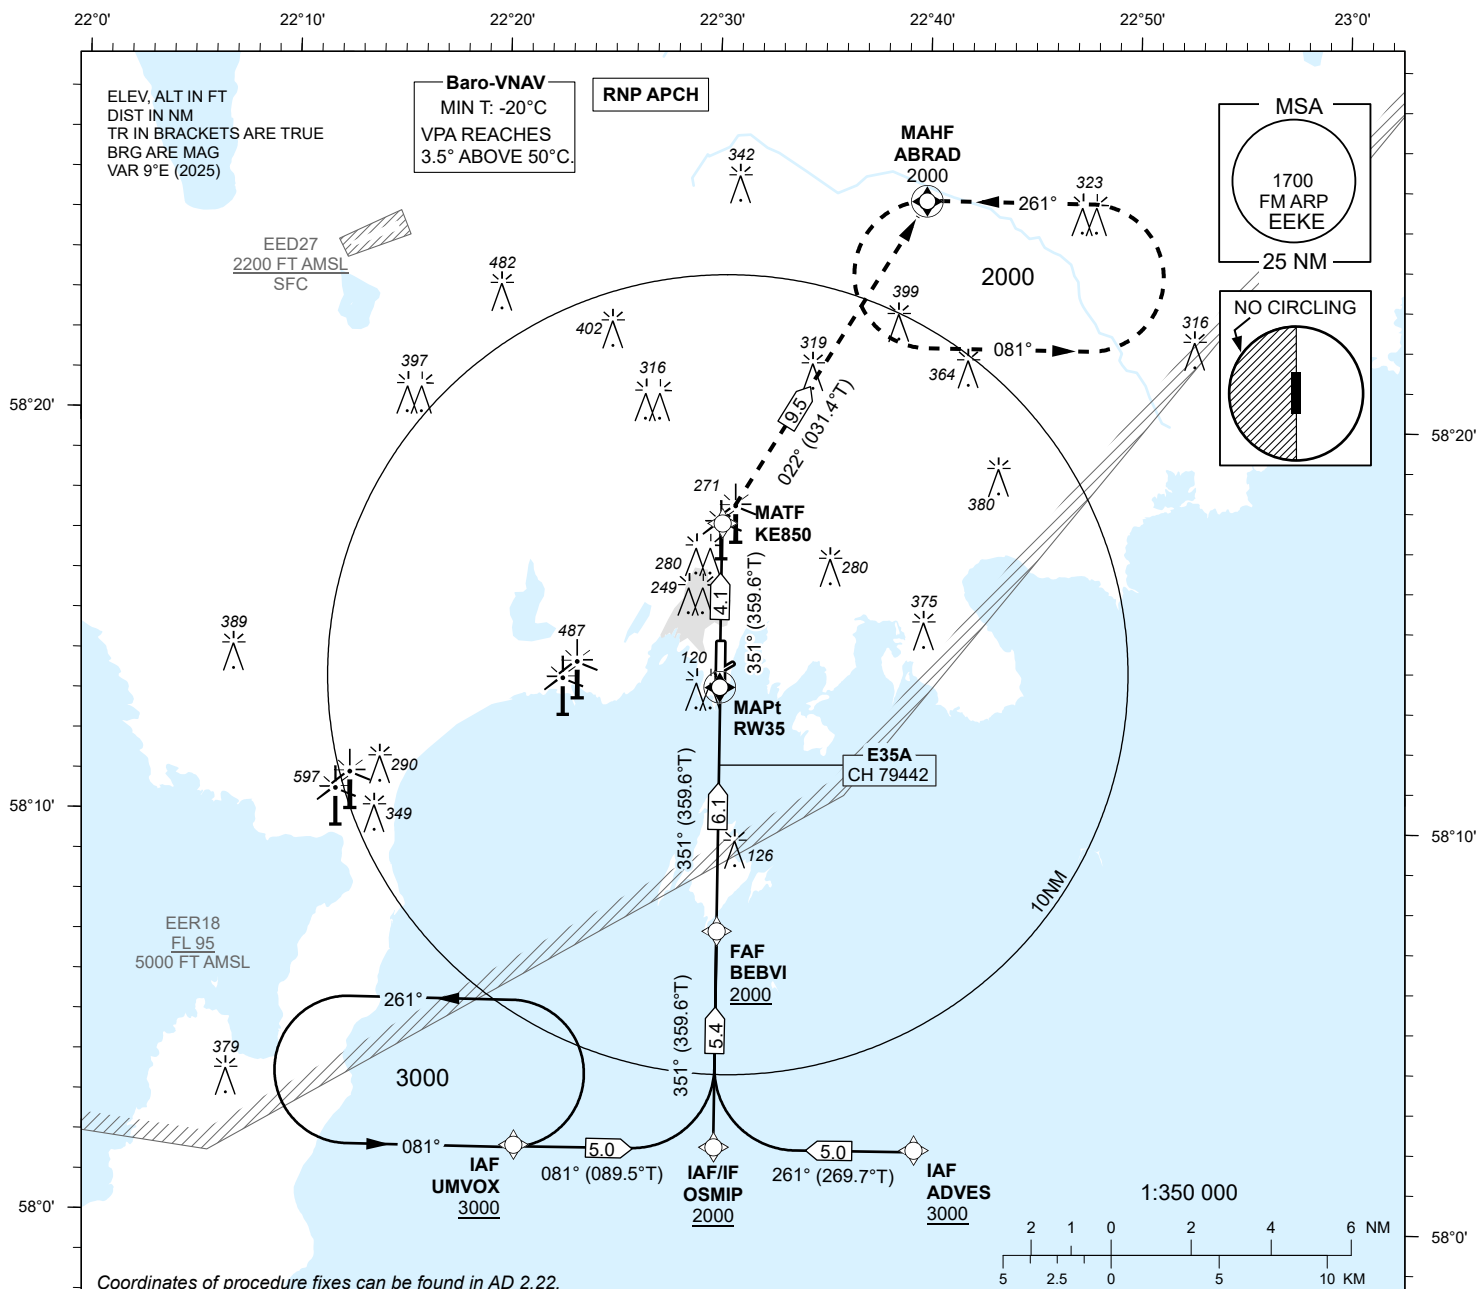 22°0'
22°10'
22°20'
22°30'
22°40'
22°50'
23°0'
ELEV, ALT IN FT
DIST IN NM
TR IN BRACKETS ARE TRUE
BRG ARE MAG
VAR 9°E (2025)
Baro-VNAV
MIN T: -20°C
VPA REACHES
3.5° ABOVE 50°C.
RNP APCH
MAHF
ABRAD
2000
MSA
1700
FM ARP
EEKE
25 NM
342
323
261°
EED27
2200 FT AMSL
SFC
482
2000
399
402
319
081°
364
316
NO CIRCLING
397
316
58°20'
58°20'
9.5
022° (031.4°T)
271
MATF
KE850
380
280
249
280
4.1
351° (359.6°T)
375
389
487
120
MAPt
RW35
E35A
CH 79442
597
290
349
351° (359.6°T)
6.1
58°10'
58°10'
126
10NM
EER18
FL 95
5000 FT AMSL
FAF
BEBVI
2000
261°
351° (359.6°T)
5.4
379
3000
081°
5.0
5.0
IAF
UMVOX
3000
081° (089.5°T)
IAF/IF
OSMIP
2000
261° (269.7°T)
IAF
ADVES
3000
1:350 000
58°0'
58°0'
2 1 0 2 4 6 NM
5 2.5 0 5 10 KM
Coordinates of procedure fixes can be found in AD 2.22.